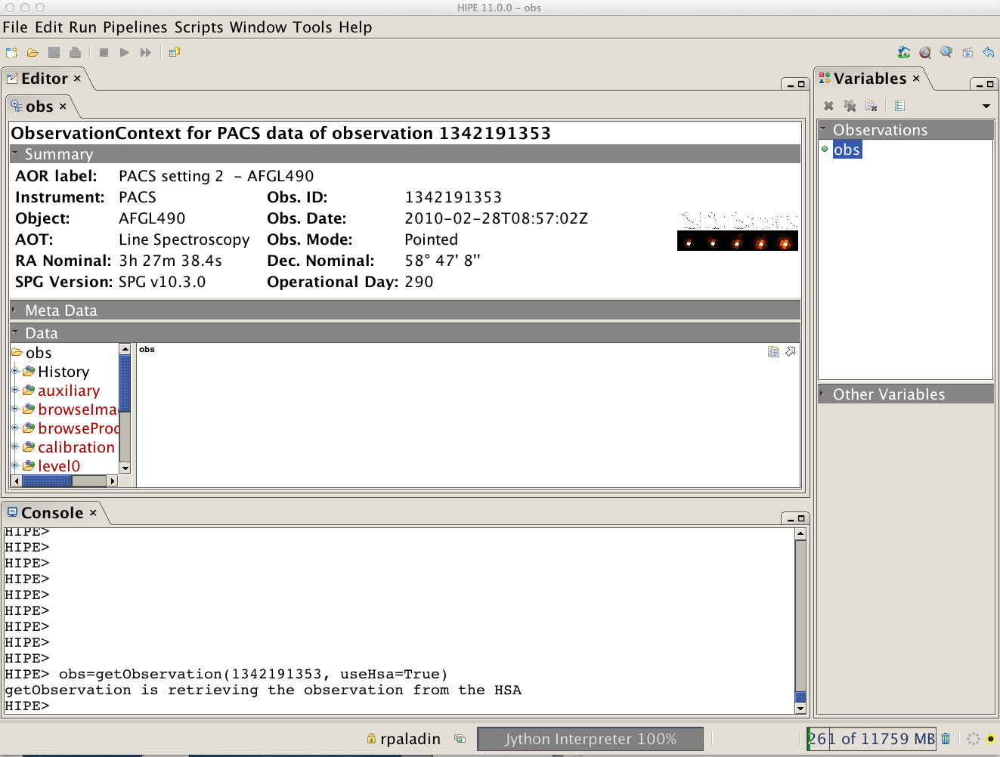 HIPE 11.0.0 - obs
File Edit Run Pipelines Scripts Window Tools Help
Editor ×
Variables ×
obs ×
ObservationContext for PACS data of observation 1342191353
Summary
AOR label: PACS setting 2 - AFGL490
Instrument: PACS Obs. ID: 1342191353
Object: AFGL490 Obs. Date: 2010-02-28T08:57:02Z
AOT: Line Spectroscopy Obs. Mode: Pointed
RA Nominal: 3h 27m 38.4s Dec. Nominal: 58° 47' 8''
SPG Version: SPG v10.3.0 Operational Day: 290
Meta Data
Data
obs
History
auxiliary
browseIma
browseProd
calibration
level0
obs
Observations
obs
Other Variables
Console ×
HIPE>
HIPE>
HIPE>
HIPE>
HIPE>
HIPE>
HIPE>
HIPE>
HIPE>
HIPE> obs=getObservation(1342191353, useHsa=True)
getObservation is retrieving the observation from the HSA
HIPE>
rpaladin
Jython Interpreter 100%
261 of 11759 MB